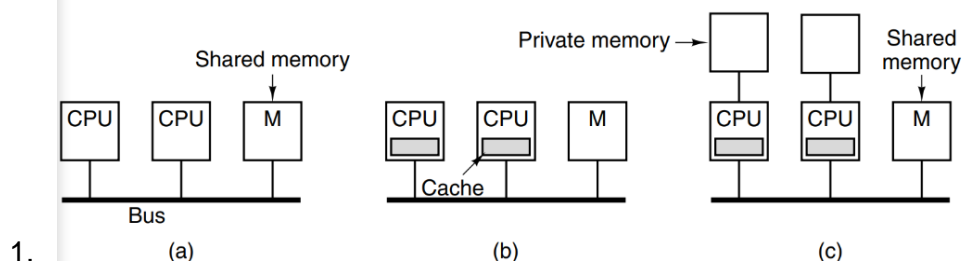 Shared memory
CPU CPU M
Bus
(a)
CPU CPU M
Cache
(b)
Private memory
Shared
memory
CPU CPU M
(c)
1.